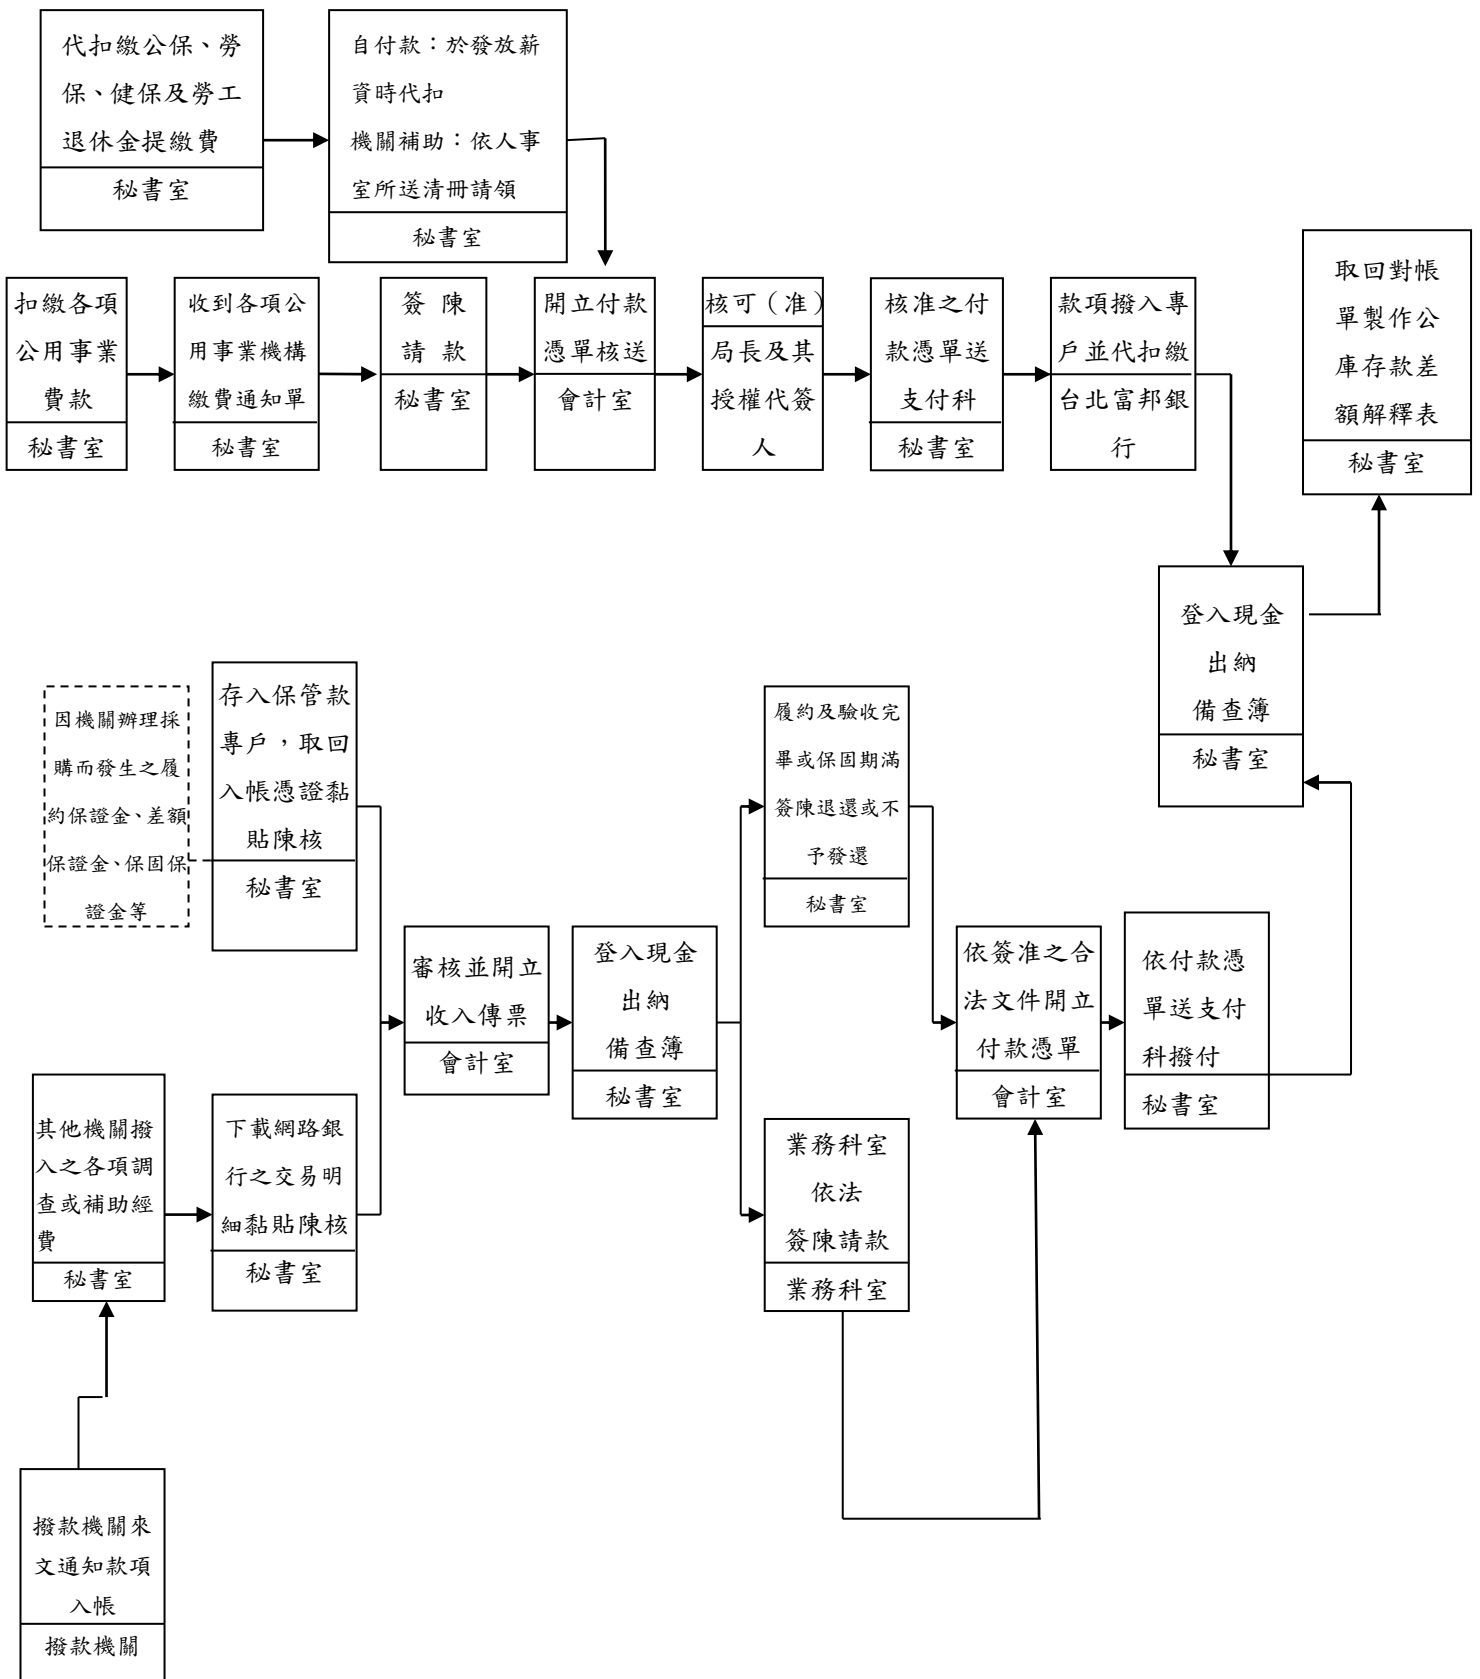 代扣繳公保、勞
保、健保及勞工
退休金提繳費
秘書室
自付款：於發放薪
資時代扣
機關補助：依人事
室所送清冊請領
秘書室
扣繳各項
公用事業
費款
秘書室
收到各項公
用事業機構
繳費通知單
秘書室
簽 陳
請 款
秘書室
開立付款
憑單核送
會計室
核可（准）
局長及其
授權代簽
人
核准之付
款憑單送
支付科
秘書室
款項撥入專
戶並代扣繳
台北富邦銀
行
取回對帳
單製作公
庫存款差
額解釋表
秘書室
登入現金
出納
備查簿
秘書室
因機關辦理採
購而發生之履
約保證金、差額
保證金、保固保
證金等
存入保管款
專戶，取回
入帳憑證黏
貼陳核
秘書室
審核並開立
收入傳票
會計室
登入現金
出納
備查簿
秘書室
履約及驗收完
畢或保固期滿
簽陳退還或不
予發還
秘書室
依簽准之合
法文件開立
付款憑單
會計室
依付款憑
單送支付
科撥付
秘書室
其他機關撥
入之各項調
查或補助經
費
秘書室
下載網路銀
行之交易明
細黏貼陳核
秘書室
業務科室
依法
簽陳請款
業務科室
撥款機關來
文通知款項
入帳
撥款機關